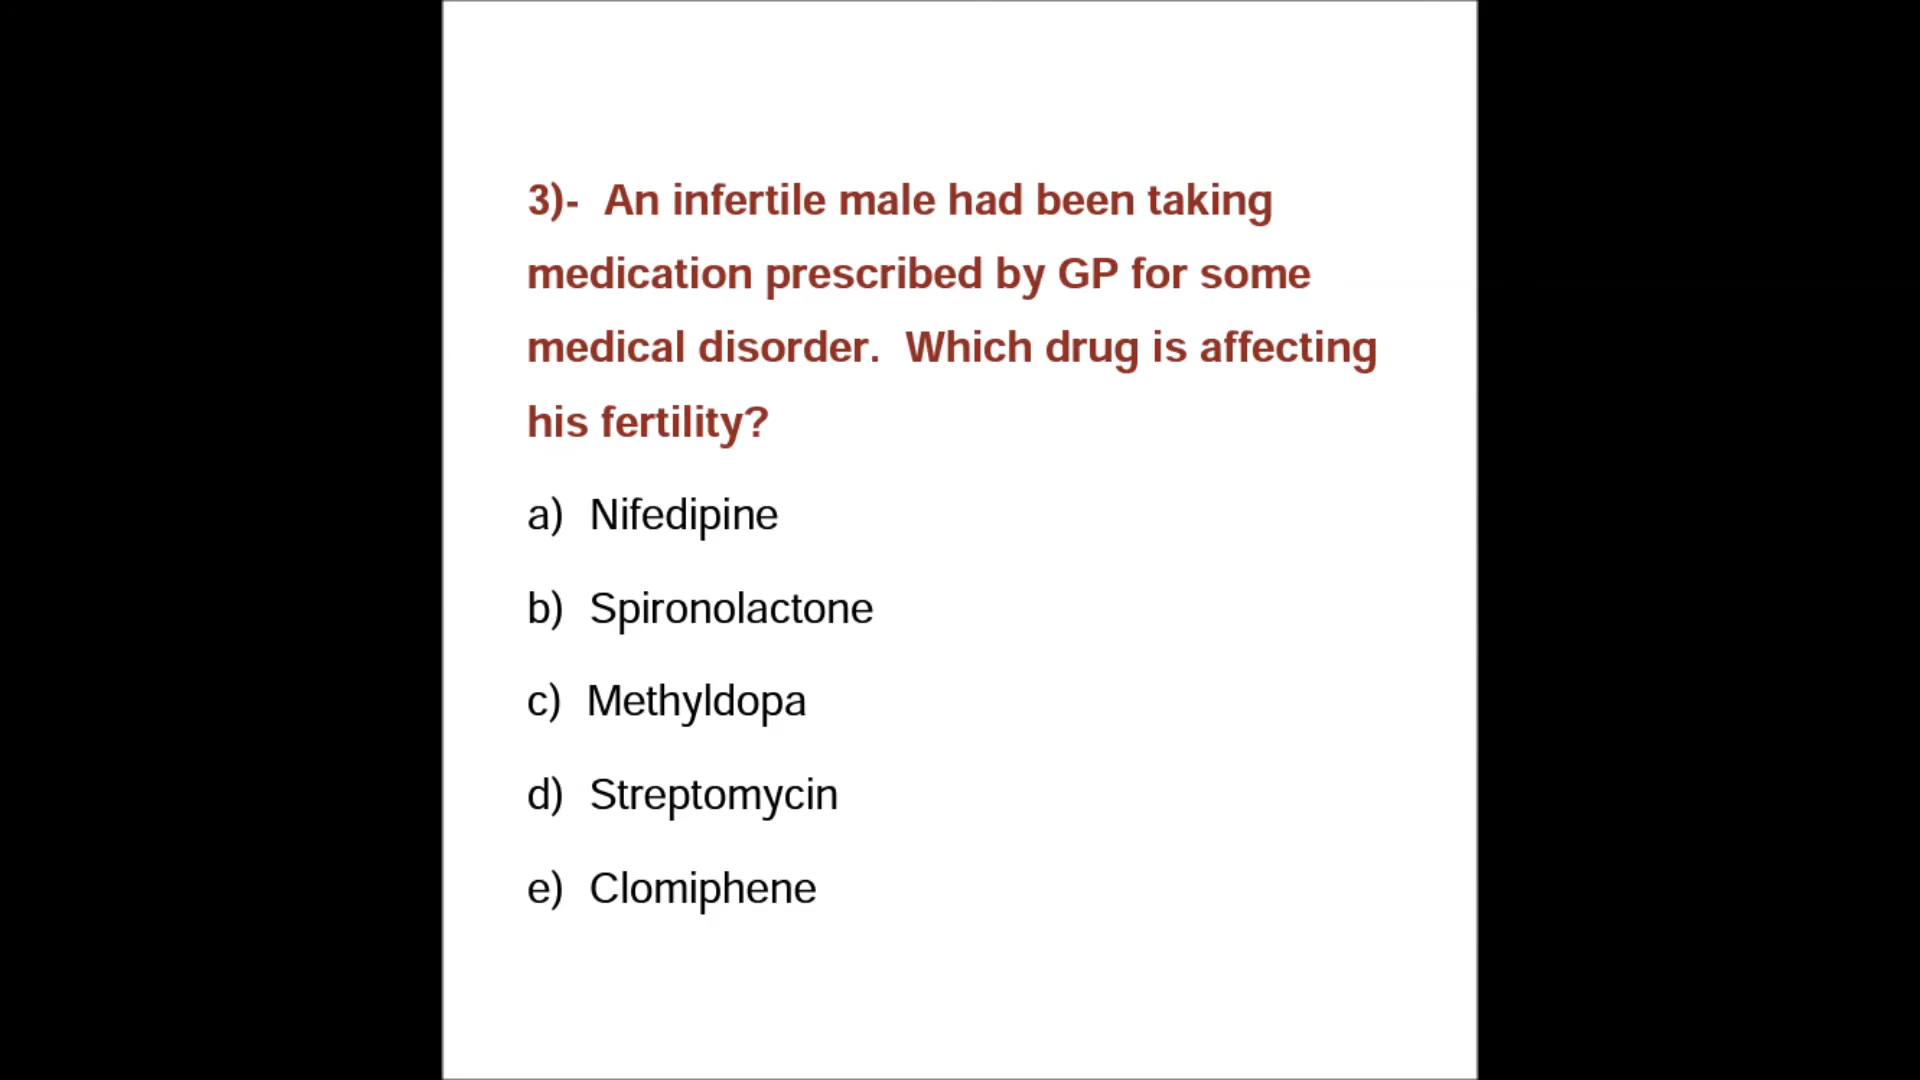 3)- An infertile male had been taking
medication prescribed by GP for some
medical disorder. Which drug is affecting
his fertility?
a) Nifedipine
b) Spironolactone
c) Methyldopa
d) Streptomycin
e) Clomiphene